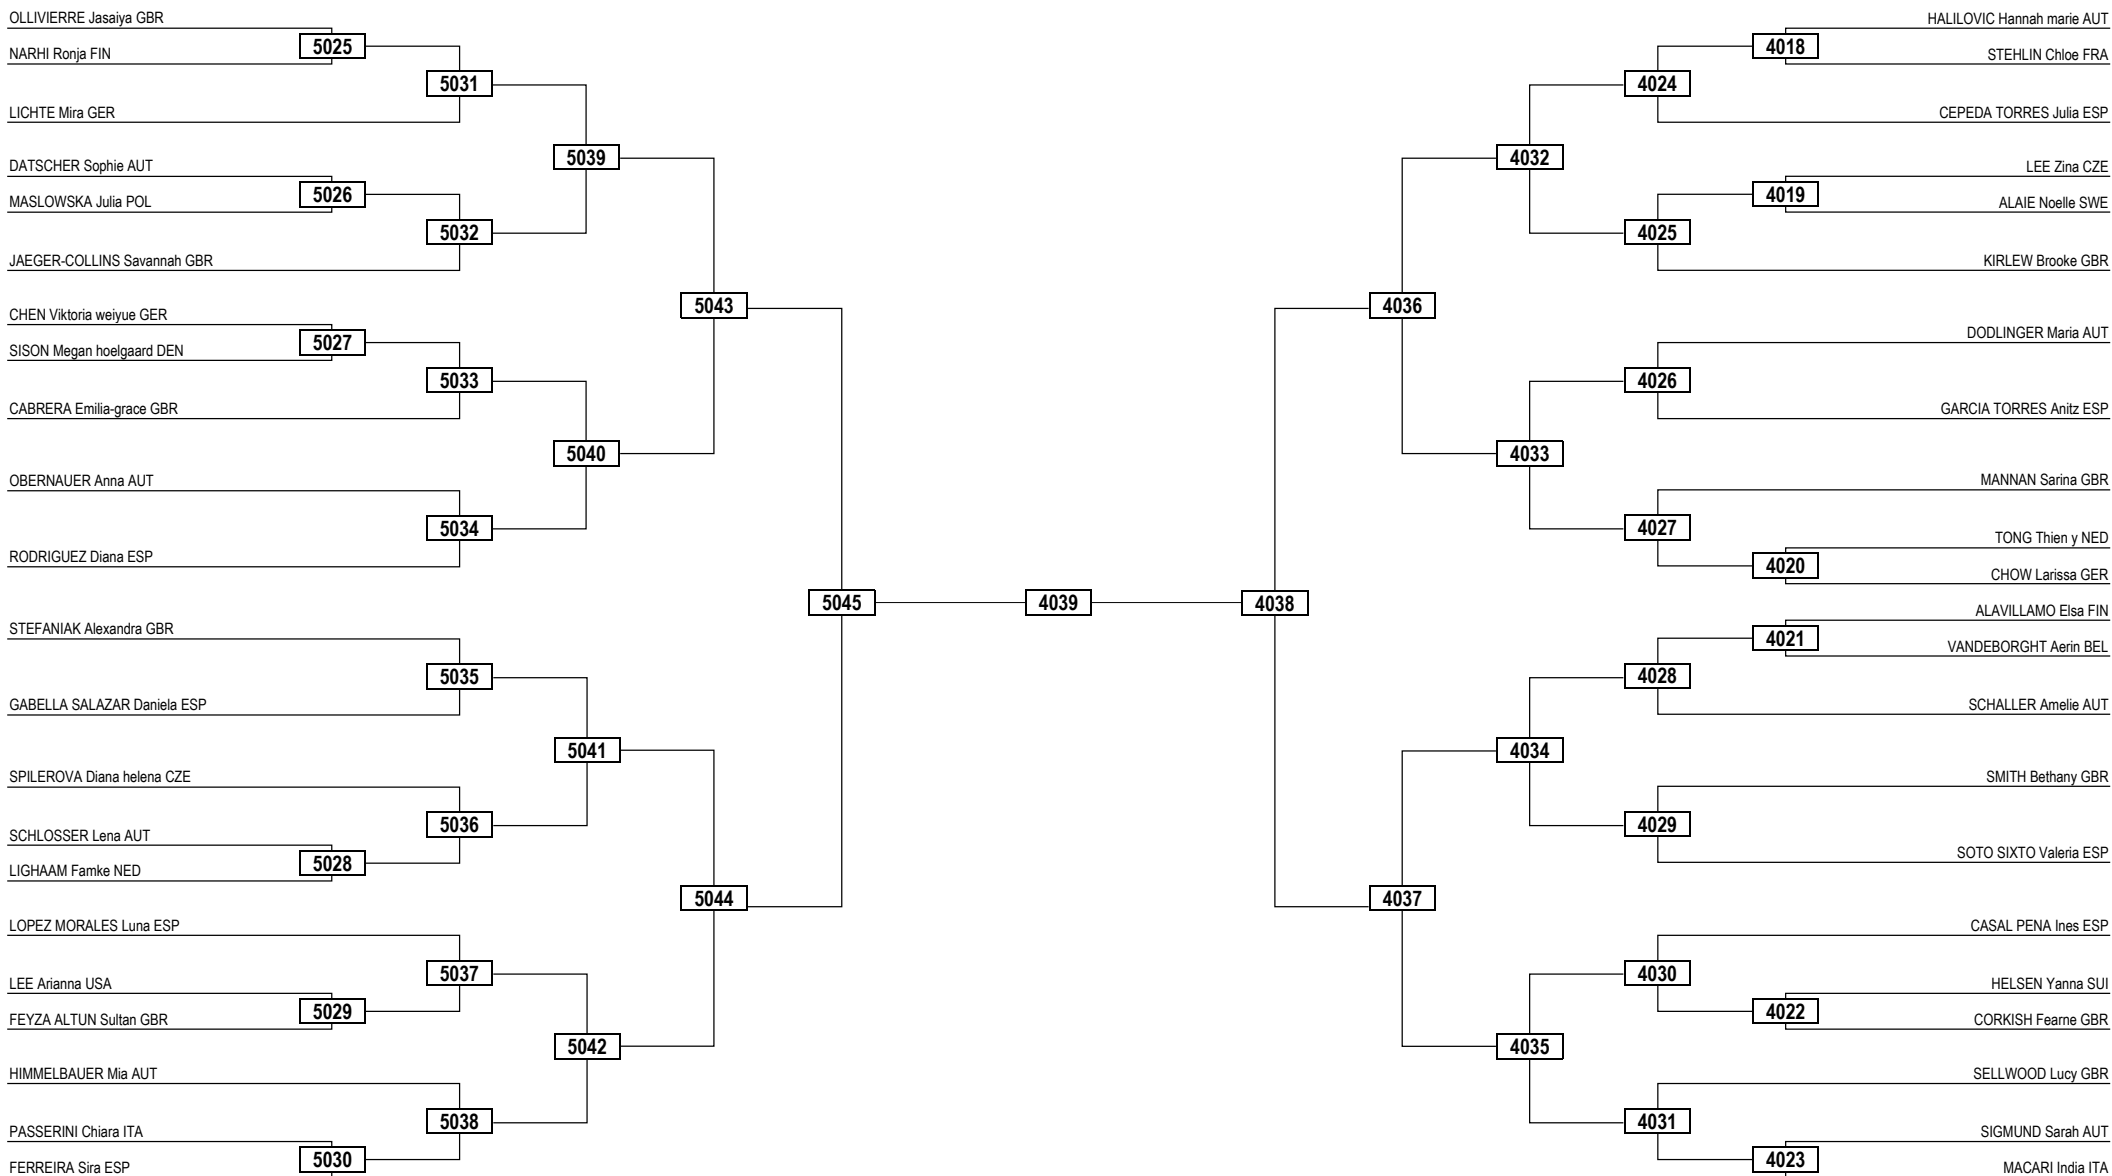 OLLIVIERRE Jasaiya GBR
5025
NARHI Ronja FIN
5031
LICHTE Mira GER
5039
DATSCHER Sophie AUT
5026
MASLOWSKA Julia POL
5032
JAEGER-COLLINS Savannah GBR
5043
CHEN Viktoria weiyue GER
5027
SISON Megan hoelgaard DEN
5033
CABRERA Emilia-grace GBR
5040
OBERNAUER Anna AUT
5034
RODRIGUEZ Diana ESP
5045
STEFANIAK Alexandra GBR
5035
GABELLA SALAZAR Daniela ESP
5041
SPILEROVA Diana helena CZE
5036
SCHLOSSER Lena AUT
5028
LIGHAAM Famke NED
5044
LOPEZ MORALES Luna ESP
5037
LEE Arianna USA
5029
FEYZA ALTUN Sultan GBR
5042
HIMMELBAUER Mia AUT
5038
PASSERINI Chiara ITA
5030
FERREIRA Sira ESP
4039
HALILOVIC Hannah marie AUT
4018
STEHLIN Chloe FRA
4024
CEPEDA TORRES Julia ESP
4032
LEE Zina CZE
4019
ALAIE Noelle SWE
4025
KIRLEW Brooke GBR
4036
DODLINGER Maria AUT
4026
GARCIA TORRES Anitz ESP
4033
MANNAN Sarina GBR
4027
TONG Thien y NED
4020
CHOW Larissa GER
4038
ALAVILLAMO Elsa FIN
4021
VANDEBORGHT Aerin BEL
4028
SCHALLER Amelie AUT
4034
SMITH Bethany GBR
4029
SOTO SIXTO Valeria ESP
4037
CASAL PENA Ines ESP
4030
HELSEN Yanna SUI
4022
CORKISH Fearne GBR
4035
SELLWOOD Lucy GBR
4031
SIGMUND Sarah AUT
4023
MACARI India ITA